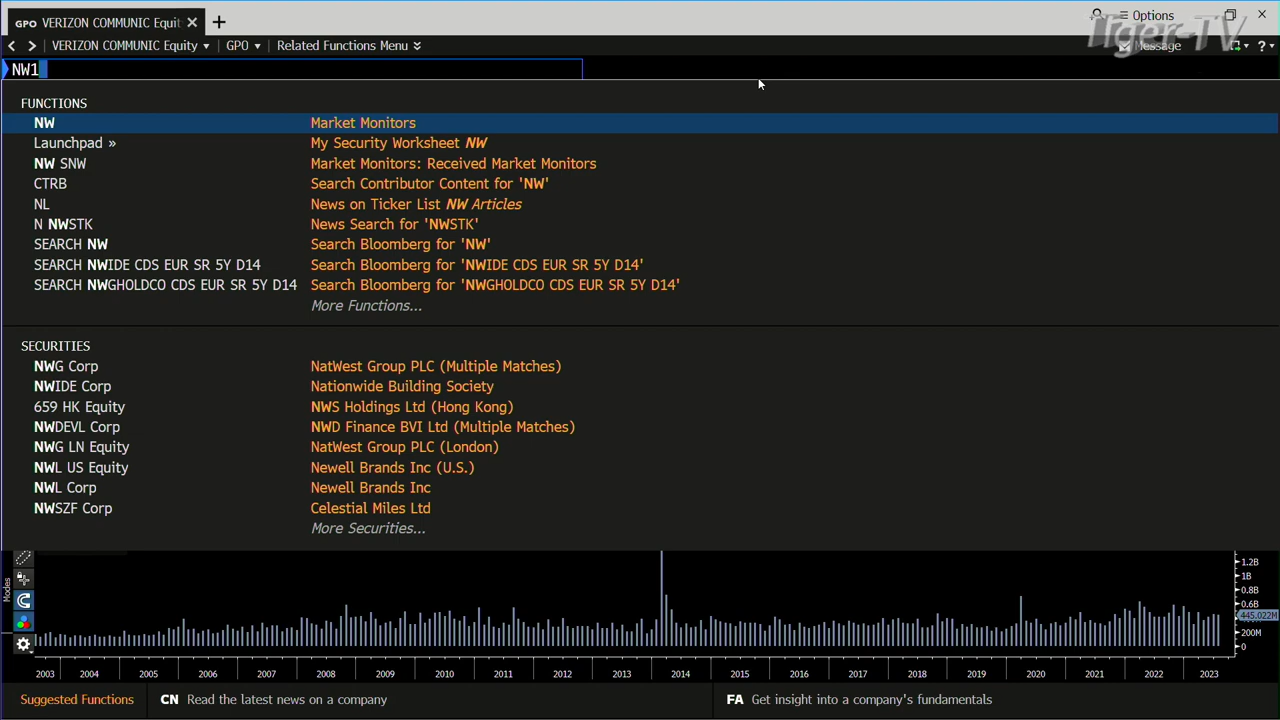 GPO VERIZON COMMUNIC Equit
Options
VERIZON COMMUNIC Equity GPO Related Functions Menu Message ?
Tiger-TV
NW1
FUNCTIONS
NW Market Monitors
Launchpad » My Security Worksheet NW
NW SNW Market Monitors: Received Market Monitors
CTRB Search Contributor Content for 'NW'
NL News on Ticker List NW Articles
N NWSTK News Search for 'NWSTK'
SEARCH NW Search Bloomberg for 'NW'
SEARCH NWIDE CDS EUR SR 5Y D14 Search Bloomberg for 'NWIDE CDS EUR SR 5Y D14'
SEARCH NWGHOLDCO CDS EUR SR 5Y D14 Search Bloomberg for 'NWGHOLDCO CDS EUR SR 5Y D14'
More Functions...
SECURITIES
NWG Corp NatWest Group PLC (Multiple Matches)
NWIDE Corp Nationwide Building Society
659 HK Equity NWS Holdings Ltd (Hong Kong)
NWDEVL Corp NWD Finance BVI Ltd (Multiple Matches)
NWG LN Equity NatWest Group PLC (London)
NWL US Equity Newell Brands Inc (U.S.)
NWL Corp Newell Brands Inc
NWSZF Corp Celestial Miles Ltd
More Securities...
Modes
1.2B
1B
0.8B
0.6B
445.022M
200M
0
2003 2004 2005 2006 2007 2008 2009 2010 2011 2012 2013 2014 2015 2016 2017 2018 2019 2020 2021 2022 2023
Suggested Functions CN Read the latest news on a company FA Get insight into a company's fundamentals